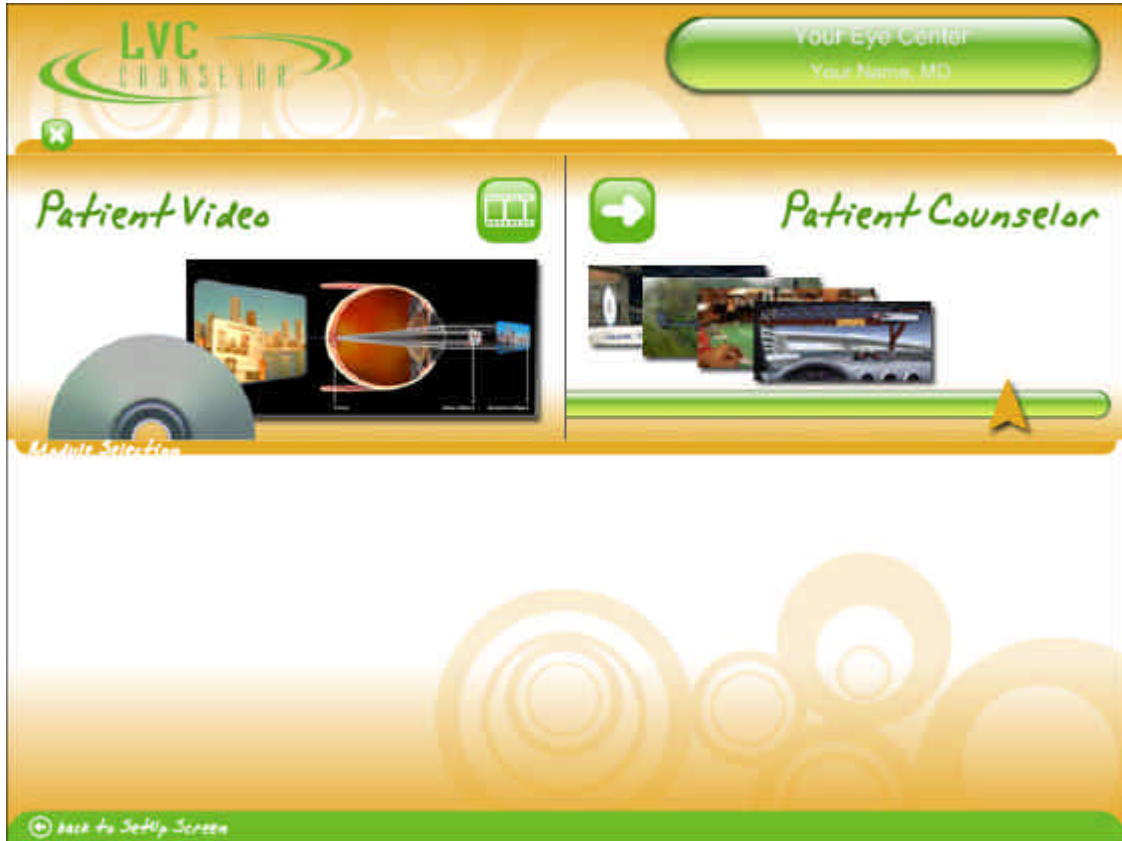 LVC
COUNSELOR
Your Eye Center
Your Name, MD
Patient Video
Patient Counselor
Module Selection
back to SetUp Screen